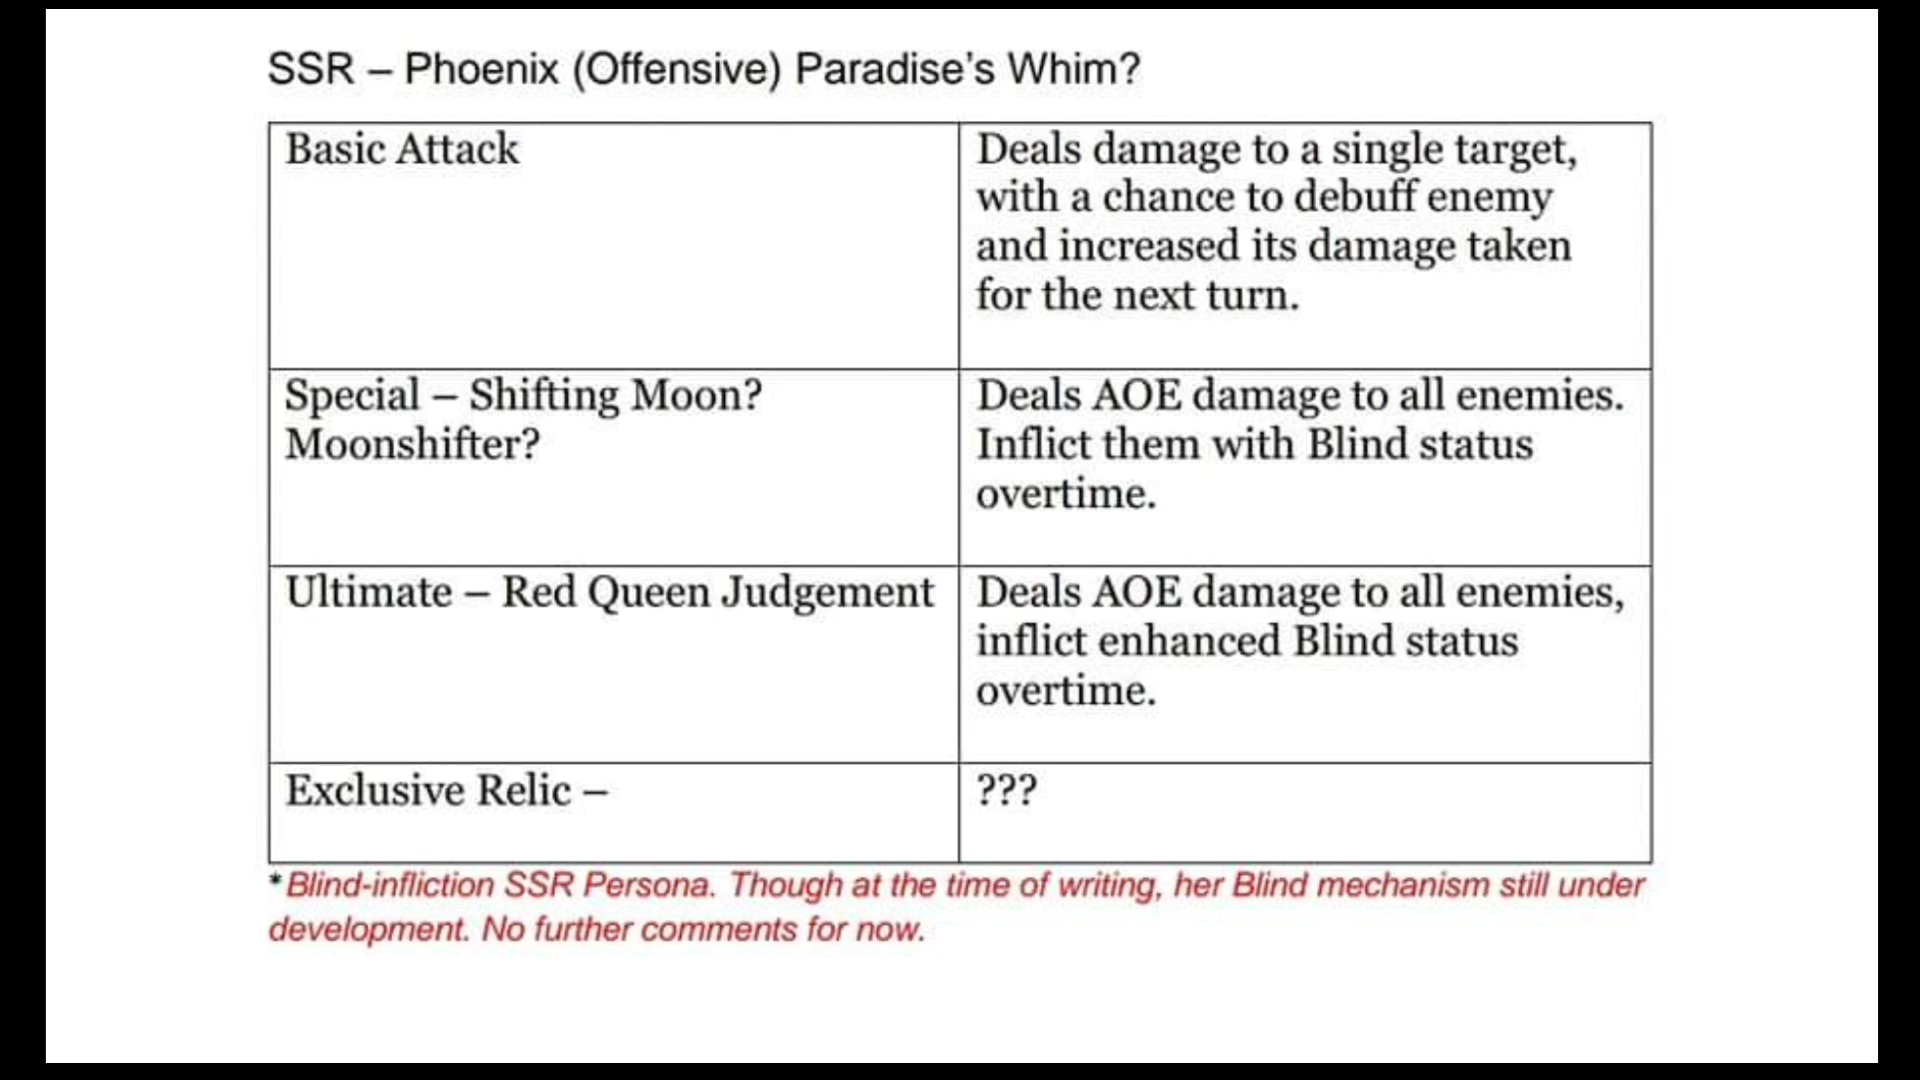 SSR – Phoenix (Offensive) Paradise's Whim?
Basic Attack
Deals damage to a single target,
with a chance to debuff enemy
and increased its damage taken
for the next turn.
Special – Shifting Moon?
Moonshifter?
Deals AOE damage to all enemies.
Inflict them with Blind status
overtime.
Ultimate – Red Queen Judgement
Deals AOE damage to all enemies,
inflict enhanced Blind status
overtime.
Exclusive Relic –
???
*Blind-infliction SSR Persona. Though at the time of writing, her Blind mechanism still under
development. No further comments for now.